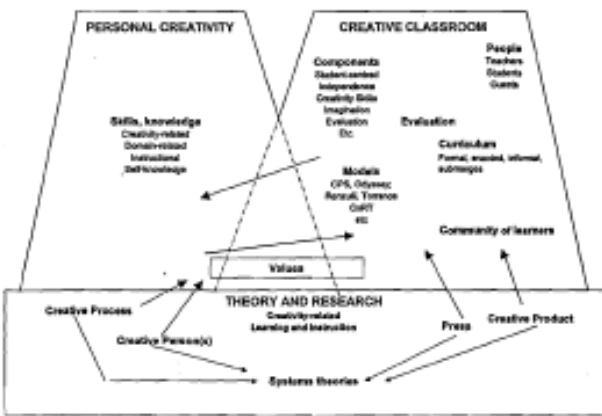 PERSONAL CREATIVITY
CREATIVE CLASSROOM
People
Teachers
Students
Guests
Components
Student-centred
Independence
Creativity Skills
Imagination
Evaluation
Etc.
Skills, knowledge
Creativity-related
Domain-related
Instructional
Self-knowledge
Evaluation
Curriculum
Formal, enacted, informal,
Models
CPS, Odyssey,
Renzulli, Torrance
CoRT
etc
Community of learners
Values
THEORY AND RESEARCH
Creativity-related
Learning and Instruction
Creative Process
Creative Person(s)
Press
Creative Product
Systems theories